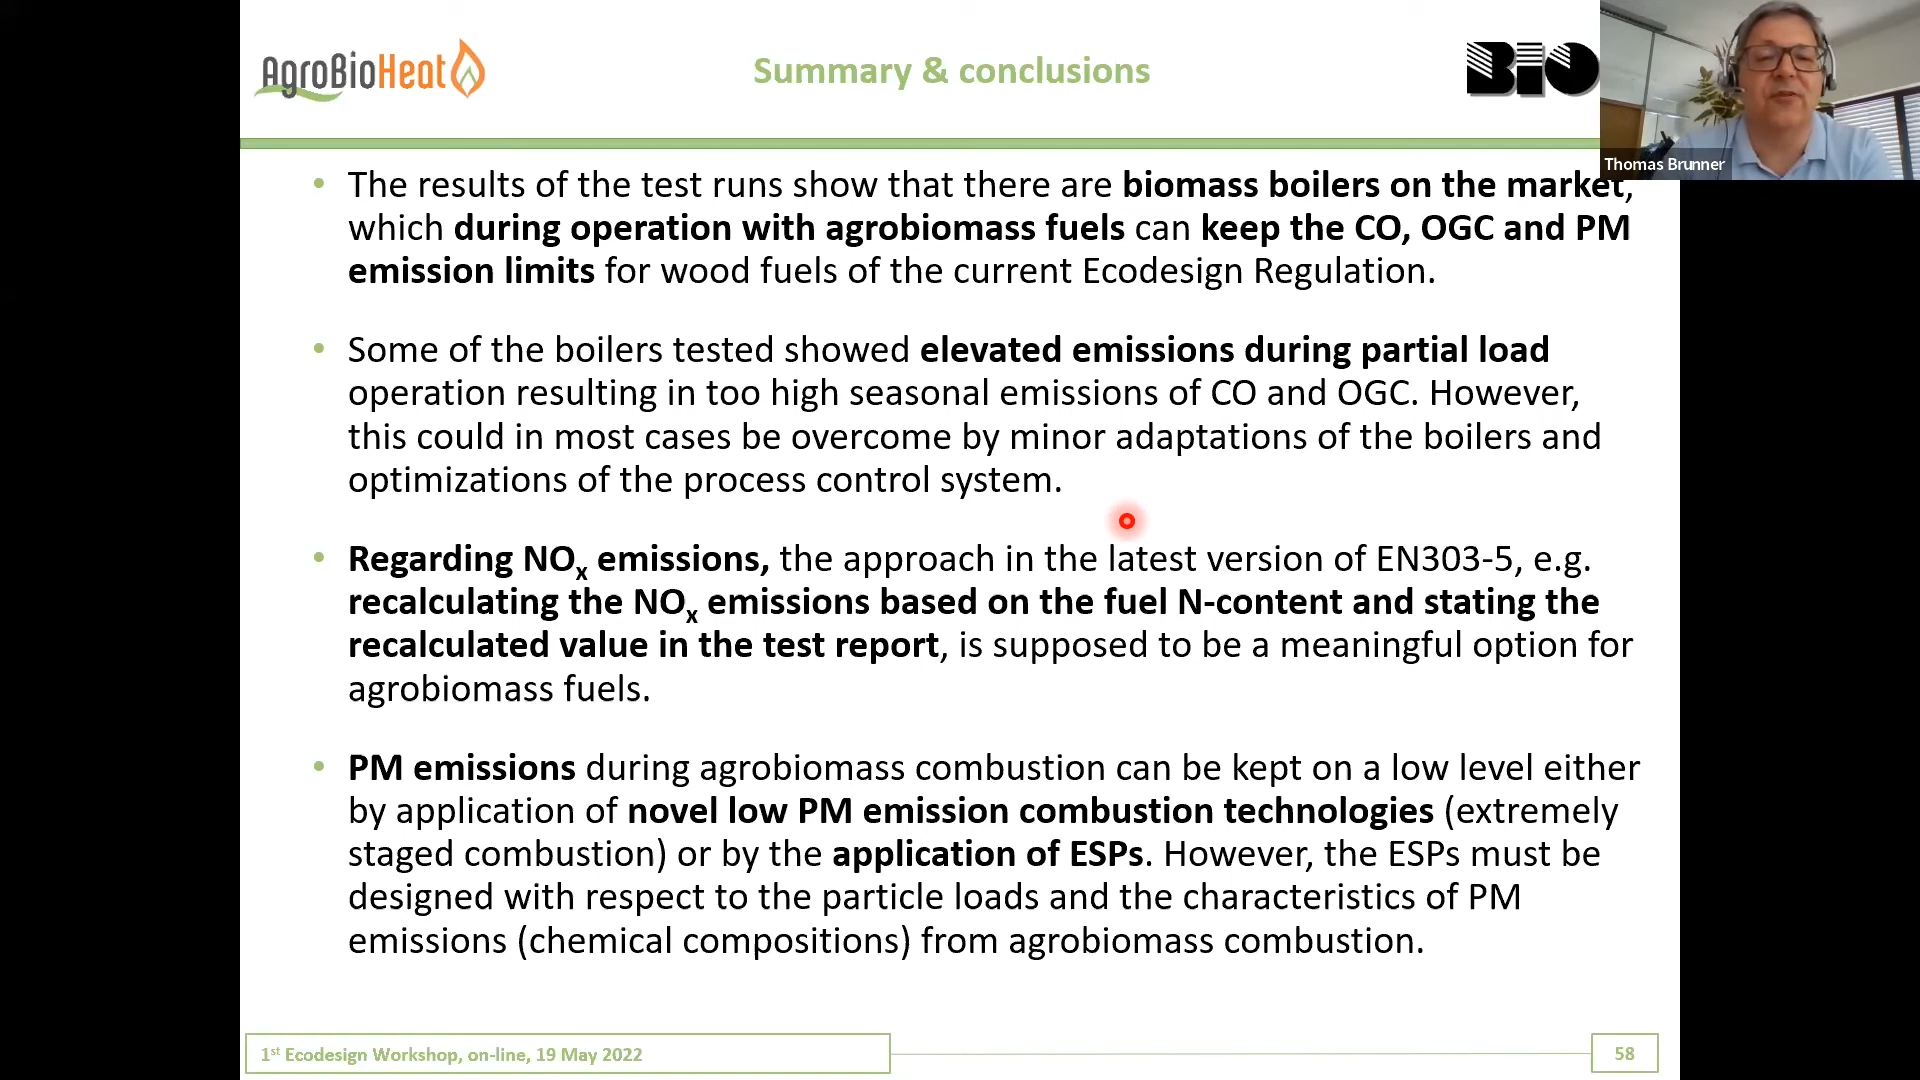 AgroBioHeat
Summary & conclusions
BIO
Thomas Brunner
• The results of the test runs show that there are biomass boilers on the market,
which during operation with agrobiomass fuels can keep the CO, OGC and PM
emission limits for wood fuels of the current Ecodesign Regulation.
• Some of the boilers tested showed elevated emissions during partial load
operation resulting in too high seasonal emissions of CO and OGC. However,
this could in most cases be overcome by minor adaptations of the boilers and
optimizations of the process control system.
• Regarding NOx emissions, the approach in the latest version of EN303-5, e.g.
recalculating the NOx emissions based on the fuel N-content and stating the
recalculated value in the test report, is supposed to be a meaningful option for
agrobiomass fuels.
• PM emissions during agrobiomass combustion can be kept on a low level either
by application of novel low PM emission combustion technologies (extremely
staged combustion) or by the application of ESPs. However, the ESPs must be
designed with respect to the particle loads and the characteristics of PM
emissions (chemical compositions) from agrobiomass combustion.
1st Ecodesign Workshop, on-line, 19 May 2022
58